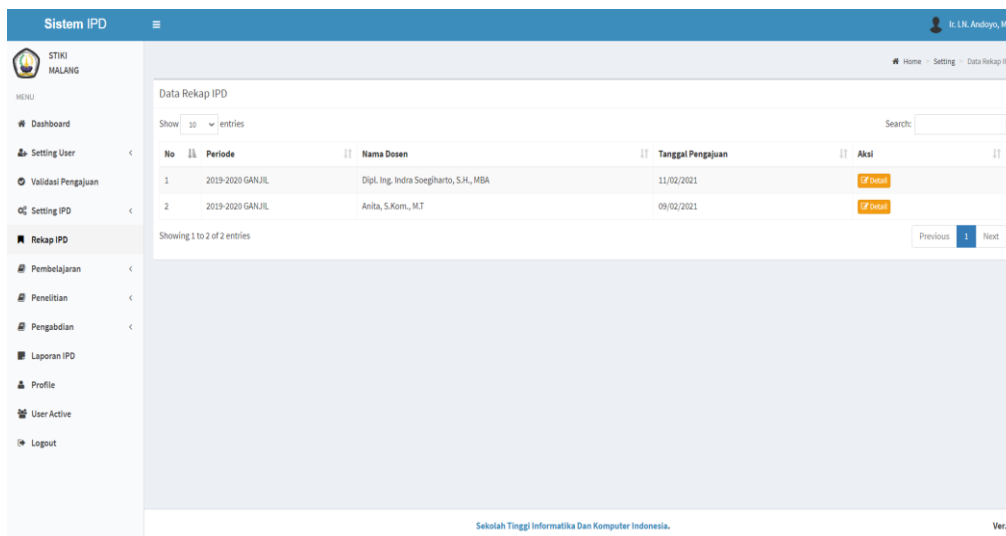 Sistem IPD
Ir. I.N. Andoyo, M
STIKI
MALANG
Home > Setting > Data Rekap I
MENU
Dashboard
Setting User
Validasi Pengajuan
Setting IPD
Rekap IPD
Pembelajaran
Penelitian
Pengabdian
Laporan IPD
Profile
User Active
Logout
Data Rekap IPD
Show 10 entries
Search:
No Periode Nama Dosen Tanggal Pengajuan Aksi
1 2019-2020 GANJIL Dipl. Ing. Indra Soegiharto, S.H., MBA 11/02/2021 Detail
2 2019-2020 GANJIL Anita, S.Kom., M.T 09/02/2021 Detail
Showing 1 to 2 of 2 entries
Previous 1 Next
Sekolah Tinggi Informatika Dan Komputer Indonesia.
Ver.